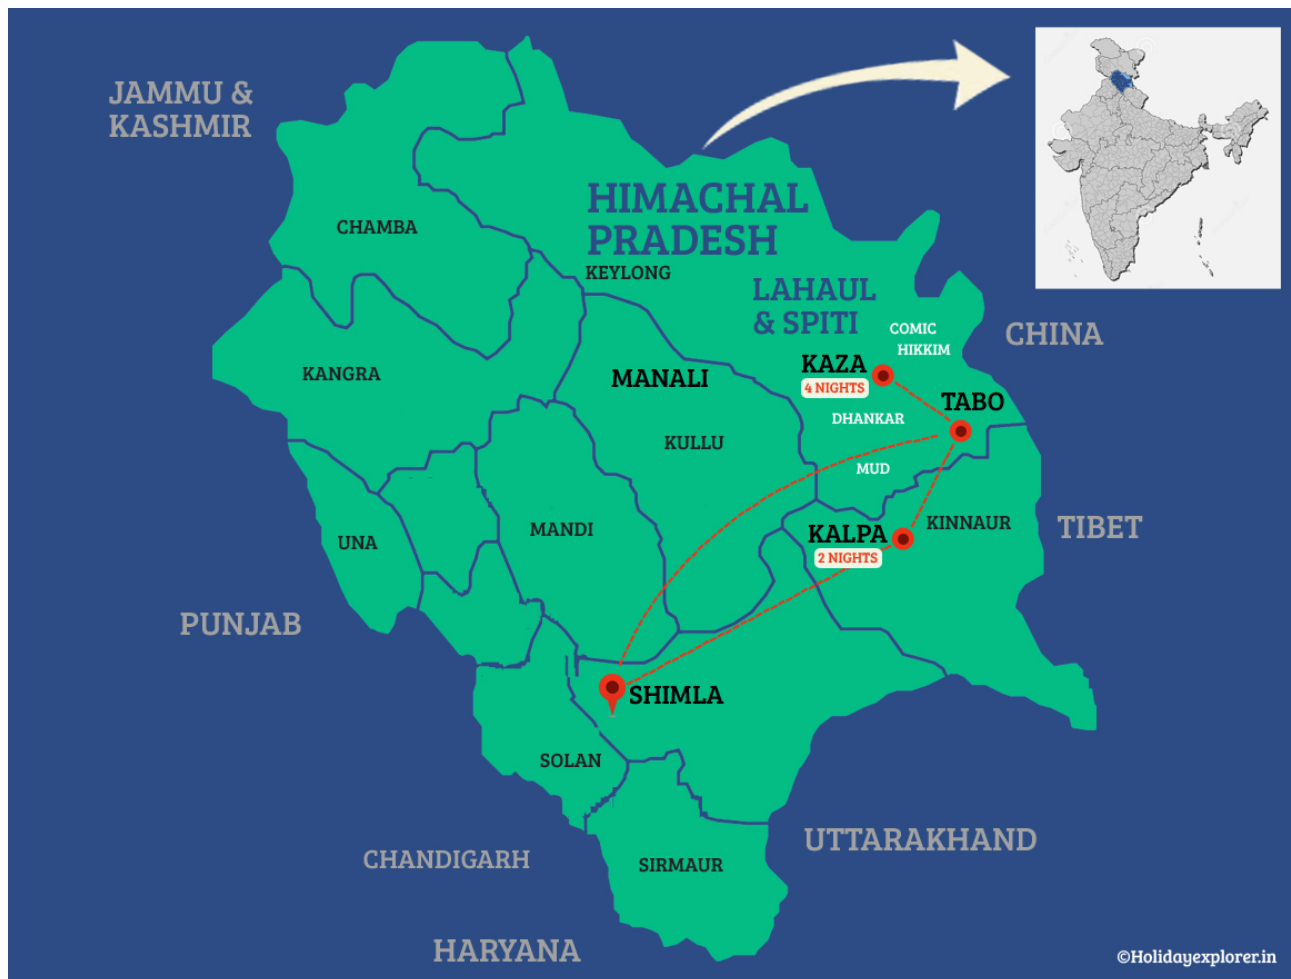 JAMMU &
KASHMIR
HIMACHAL
PRADESH
CHAMBA
KEYLONG
LAHAUL
& SPITI
CHINA
COMIC
HIKKIM
KAZA
4 NIGHTS
KANGRA
MANALI
TABO
DHANKAR
KULLU
MUD
KINNAUR
TIBET
MANDI
KALPA
2 NIGHTS
UNA
PUNJAB
SHIMLA
SOLAN
UTTARAKHAND
CHANDIGARH
SIRMAUR
HARYANA
©Holidayexplorer.in